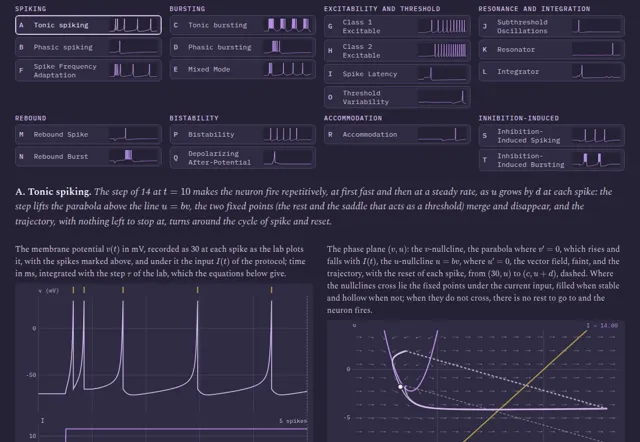 SPIKING
A Tonic spiking
B Phasic spiking
F Spike Frequency
Adaptation
BURSTING
C Tonic bursting
D Phasic bursting
E Mixed Mode
EXCITABILITY AND THRESHOLD
G Class 1
Excitable
H Class 2
Excitable
I Spike Latency
O Threshold
Variability
RESONANCE AND INTEGRATION
J Subthreshold
Oscillations
K Resonator
L Integrator
REBOUND
M Rebound Spike
N Rebound Burst
BISTABILITY
P Bistability
Q Depolarizing
After-Potential
ACCOMMODATION
R Accommodation
INHIBITION-INDUCED
S Inhibition-
Induced Spiking
T Inhibition-
Induced Bursting
A. Tonic spiking. The step of 14 at t = 10 makes the neuron fire repetitively, at first fast and then at a steady rate, as u grows by d at each spike: the
step lifts the parabola above the line u = bv, the two fixed points (the rest and the saddle that acts as a threshold) merge and disappear, and the
trajectory, with nothing left to stop at, turns around the cycle of spike and reset.
The membrane potential v(t) in mV, recorded as 30 at each spike as the lab plots
it, with the spikes marked above, and under it the input I(t) of the protocol; time
in ms, integrated with the step τ of the lab, which the equations below give.
v (mV)
0
-50
I
5 spikes
10
The phase plane (v, u): the v-nullcline, the parabola where v′ = 0, which rises and
falls with I(t), the u-nullcline u = bv, where u′ = 0, the vector field, faint, and the
trajectory, with the reset of each spike, from (30, u) to (c, u + d), dashed. Where
the nullclines cross lie the fixed points under the current input, filled when stable
and hollow when not; when they do not cross, there is no rest to go to and the
neuron fires.
u
I = 14.00
0
-5